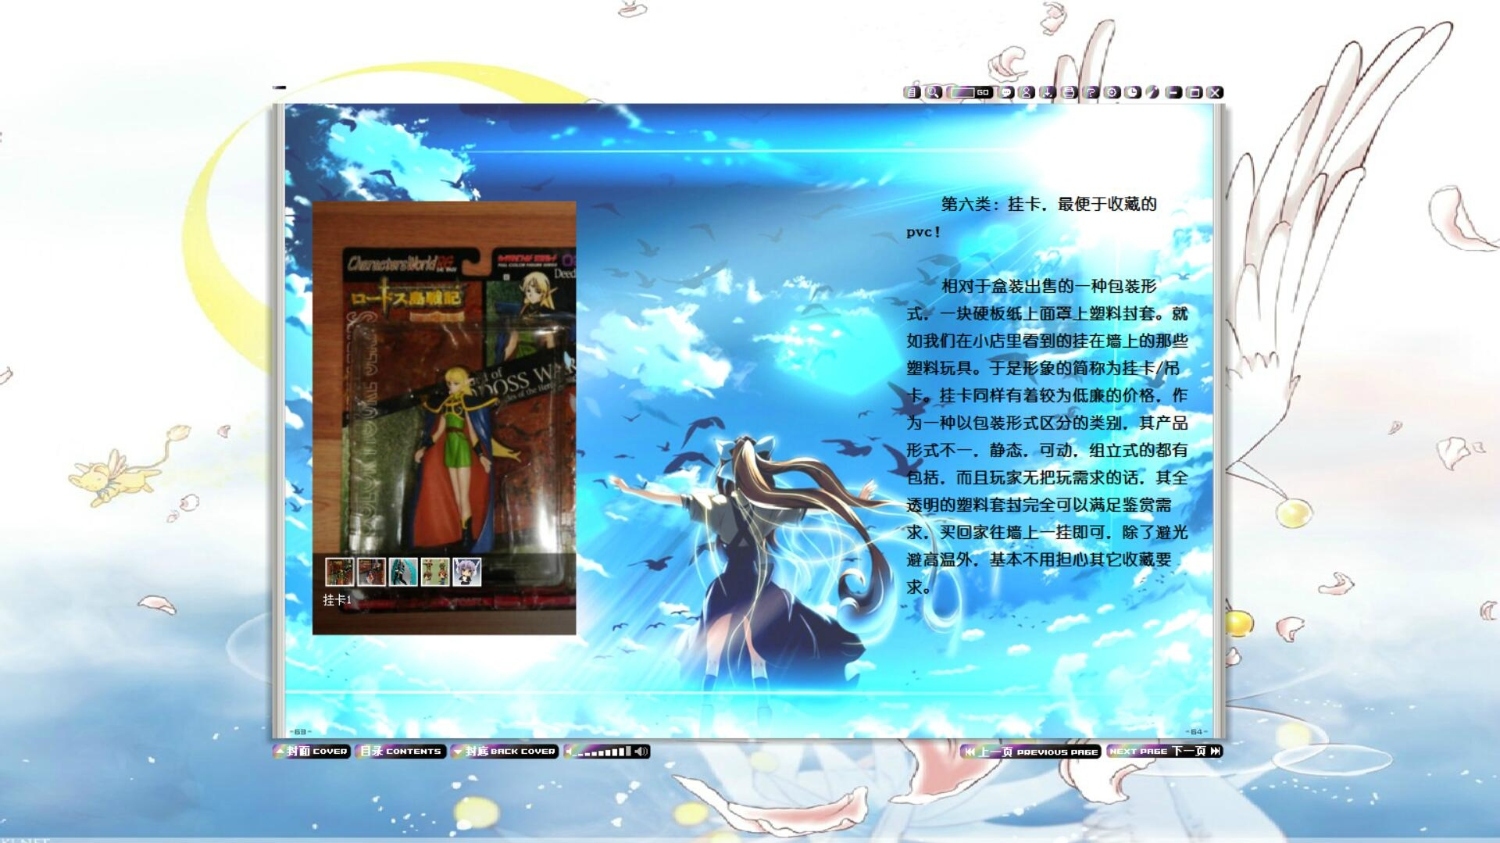 GO
第六类：挂卡，最便于收藏的
pvc！
相对于盒装出售的一种包装形
式，一块硬板纸上面罩上塑料封套。就
如我们在小店里看到的挂在墙上的那些
塑料玩具。于是形象的简称为挂卡/吊
卡。挂卡同样有着较为低廉的价格，作
为一种以包装形式区分的类别，其产品
形式不一，静态，可动，组立式的都有
包括，而且玩家无把玩需求的话，其全
透明的塑料套封完全可以满足鉴赏需
求，买回家往墙上一挂即可，除了避光
避高温外，基本不用担心其它收藏要
求。
CharactersWorld
ロードス島戦記
Deed
挂卡1
-63-
-64-
封面 COVER
目录 CONTENTS
封底 BACK COVER
上一页 PREVIOUS PAGE
NEXT PAGE 下一页